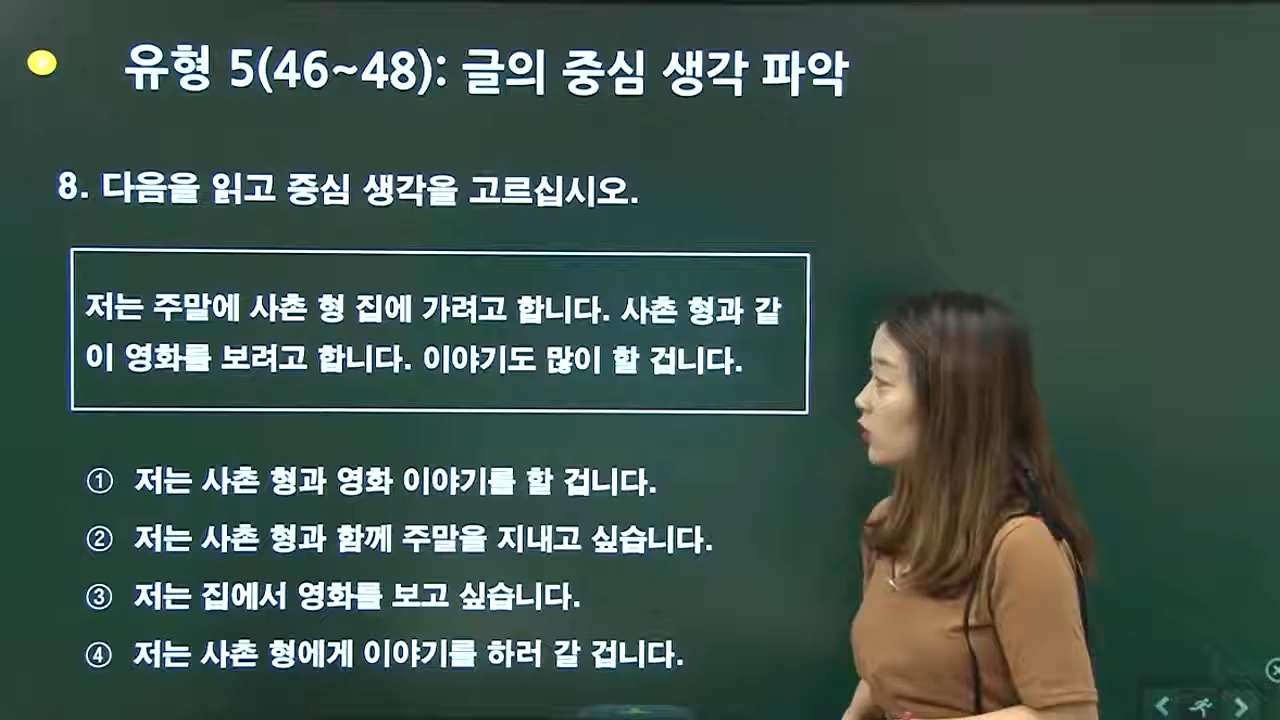 유형 5(46~48): 글의 중심 생각 파악
8. 다음을 읽고 중심 생각을 고르십시오.
저는 주말에 사촌 형 집에 가려고 합니다. 사촌 형과 같
이 영화를 보려고 합니다. 이야기도 많이 할 겁니다.
① 저는 사촌 형과 영화 이야기를 할 겁니다.
② 저는 사촌 형과 함께 주말을 지내고 싶습니다.
③ 저는 집에서 영화를 보고 싶습니다.
④ 저는 사촌 형에게 이야기를 하러 갈 겁니다.